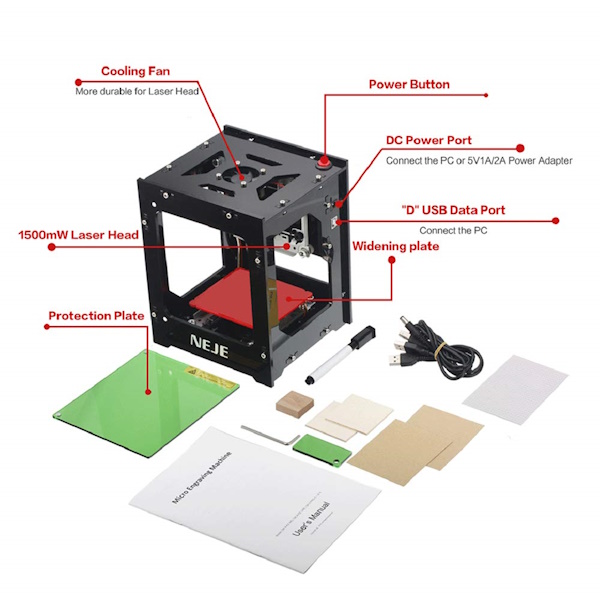 Cooling Fan
More durable for Laser Head
Power Button
DC Power Port
Connect the PC or 5V1A/2A Power Adapter
"D" USB Data Port
Connect the PC
1500mW Laser Head
Widening plate
Protection Plate
NEJE
Micro Engraving Machine
User's Manual